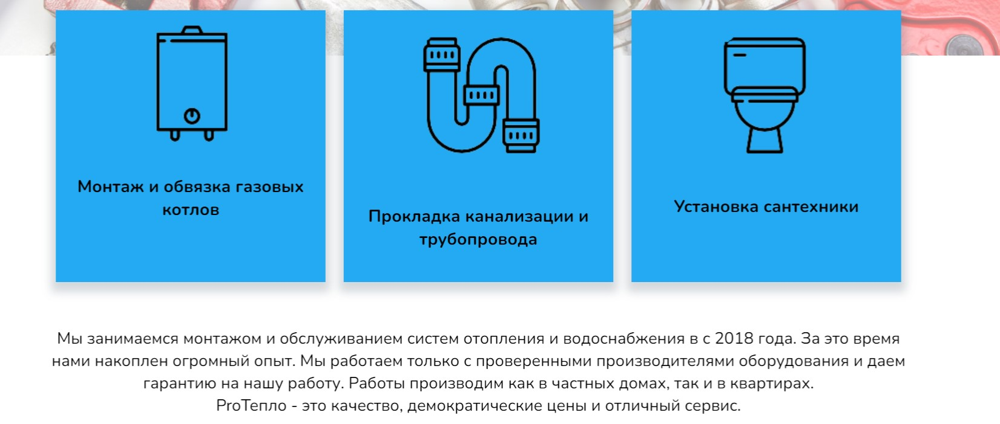 Монтаж и обвязка газовых
котлов
Прокладка канализации и
трубопровода
Установка сантехники
Мы занимаемся монтажом и обслуживанием систем отопления и водоснабжения в с 2018 года. За это время
нами накоплен огромный опыт. Мы работаем только с проверенными производителями оборудования и даем
гарантию на нашу работу. Работы производим как в частных домах, так и в квартирах.
ProТепло - это качество, демократические цены и отличный сервис.